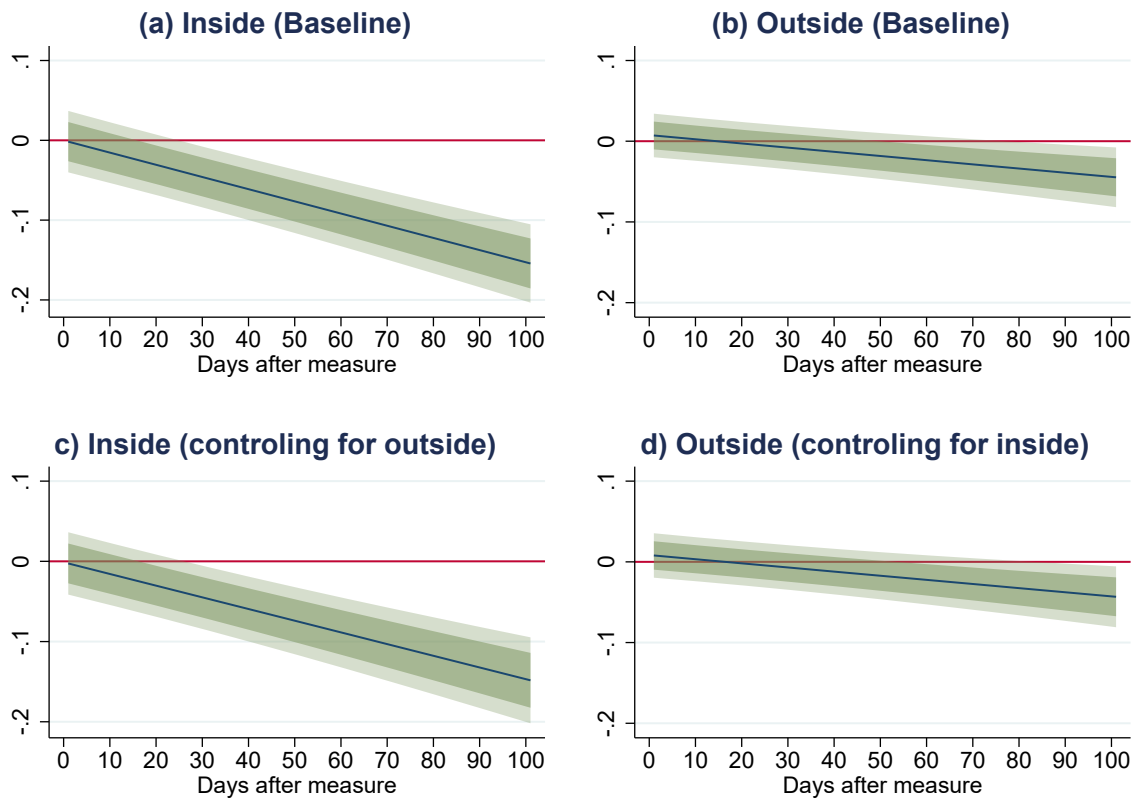 (a) Inside (Baseline)
.1
0
-.1
-.2
0 10 20 30 40 50 60 70 80 90 100
Days after measure
(b) Outside (Baseline)
.1
0
-.1
-.2
0 10 20 30 40 50 60 70 80 90 100
Days after measure
c) Inside (controling for outside)
.1
0
-.1
-.2
0 10 20 30 40 50 60 70 80 90 100
Days after measure
d) Outside (controling for inside)
.1
0
-.1
-.2
0 10 20 30 40 50 60 70 80 90 100
Days after measure